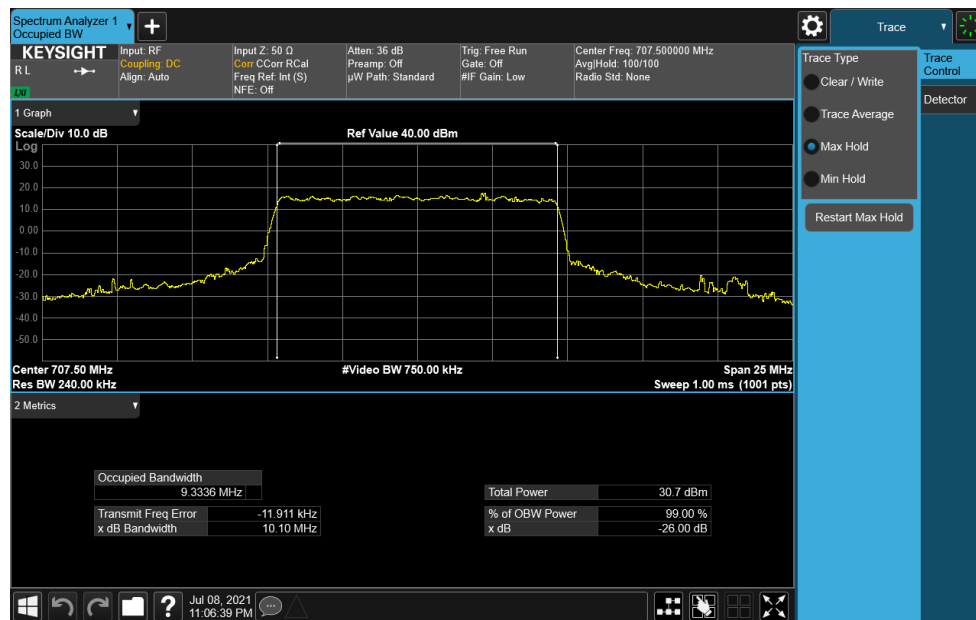 Spectrum Analyzer 1
Occupied BW
+
KEYSIGHT
R L
LXI
Input: RF
Coupling: DC
Align: Auto
Input Z: 50 Ω
Corr CCorr RCal
Freq Ref: Int (S)
NFE: Off
Atten: 36 dB
Preamp: Off
µW Path: Standard
Trig: Free Run
Gate: Off
#IF Gain: Low
Center Freq: 707.500000 MHz
Avg|Hold: 100/100
Radio Std: None
1 Graph
Scale/Div 10.0 dB
Ref Value 40.00 dBm
Log
30.0
20.0
10.0
0.00
-10.0
-20.0
-30.0
-40.0
-50.0
Center 707.50 MHz
#Video BW 750.00 kHz
Span 25 MHz
Res BW 240.00 kHz
Sweep 1.00 ms (1001 pts)
2 Metrics
Occupied Bandwidth
9.3336 MHz
Total Power 30.7 dBm
Transmit Freq Error -11.911 kHz
% of OBW Power 99.00 %
x dB Bandwidth 10.10 MHz
x dB -26.00 dB
?
Jul 08, 2021
11:06:39 PM
Trace
Trace Type
Clear / Write
Trace Average
Max Hold
Min Hold
Restart Max Hold
Trace
Control
Detector